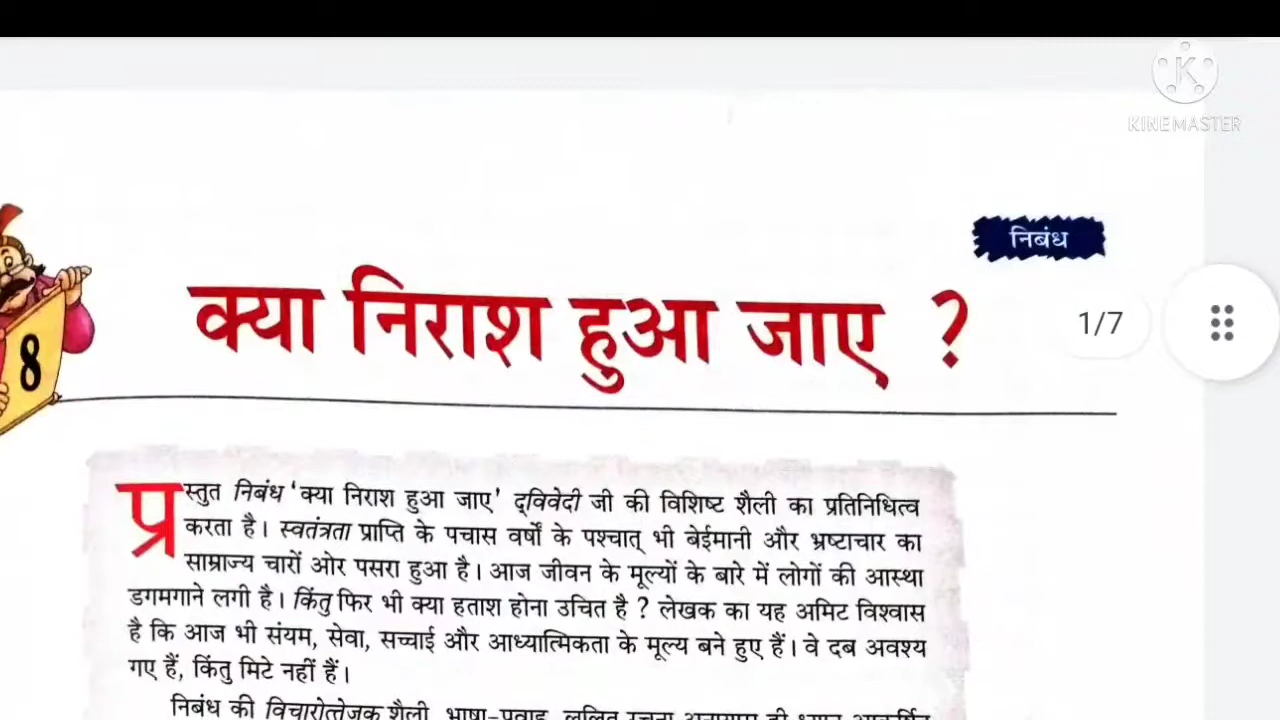 KINEMASTER
निबंध
क्या निराश हुआ जाए ?
1/7
8
प्रस्तुत निबंध 'क्या निराश हुआ जाए' द्विवेदी जी की विशिष्ट शैली का प्रतिनिधित्व
करता है। स्वतंत्रता प्राप्ति के पचास वर्षों के पश्चात् भी बेईमानी और भ्रष्टाचार का
साम्राज्य चारों ओर पसरा हुआ है। आज जीवन के मूल्यों के बारे में लोगों की आस्था
डगमगाने लगी है। किंतु फिर भी क्या हताश होना उचित है ? लेखक का यह अमिट विश्वास
है कि आज भी संयम, सेवा, सच्चाई और आध्यात्मिकता के मूल्य बने हुए हैं। वे दब अवश्य
गए हैं, किंतु मिटे नहीं हैं।
निबंध की विचारोत्तेजक शैली, भाषा-प्रवाह, ललित